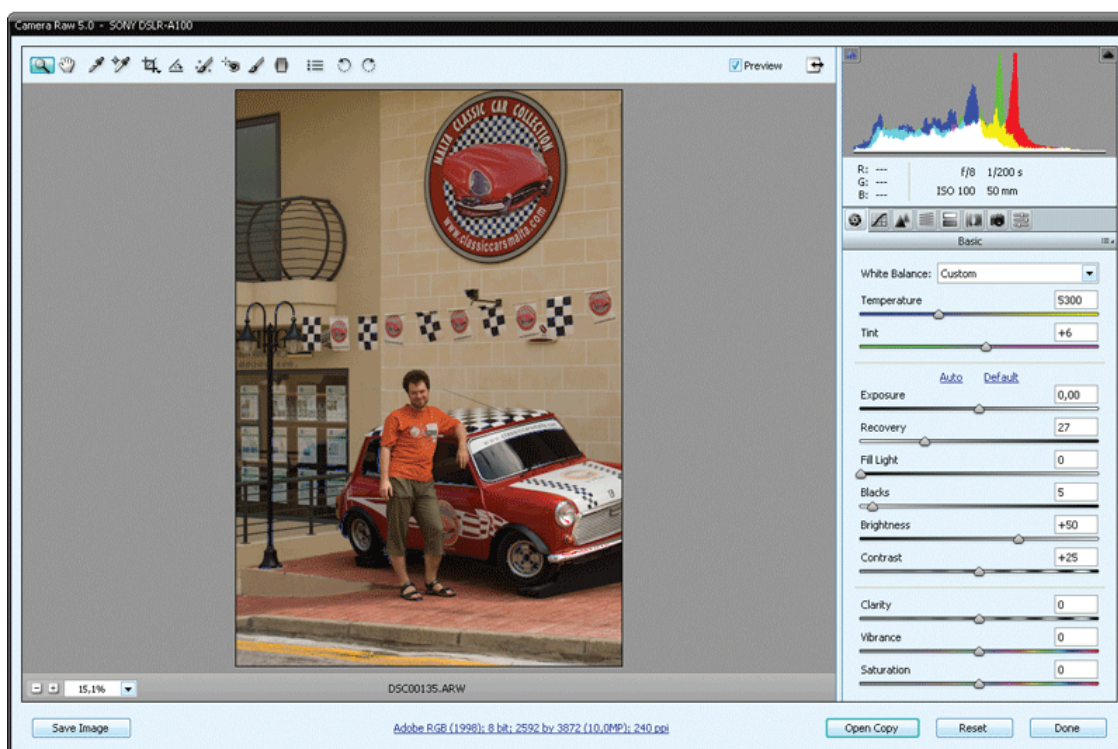 Camera Raw 5.0 - SONY DSLR-A100
Preview
R: ---
G: ---
B: ---
f/8 1/200 s
ISO 100 50 mm
Basic
White Balance: Custom
Temperature 5300
Tint +6
Auto Default
Exposure 0,00
Recovery 27
Fill Light 0
Blacks 5
Brightness +50
Contrast +25
Clarity 0
Vibrance 0
Saturation 0
MALTA CLASSIC CAR COLLECTION
www.classiccarsmalta.com
15,1%
DSC00135.ARW
Save Image
Adobe RGB (1998); 8 bit; 2592 by 3872 (10,0MP); 240 ppi
Open Copy
Reset
Done